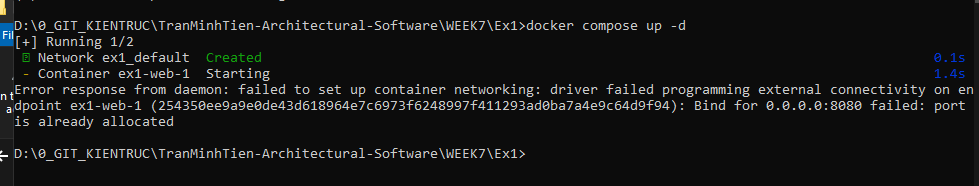 D:\0_GIT_KIENTRUC\TranMinhTien-Architectural-Software\WEEK7\Ex1>docker compose up -d
[+] Running 1/2
Network ex1_default Created 0.1s
- Container ex1-web-1 Starting 1.4s
Error response from daemon: failed to set up container networking: driver failed programming external connectivity on en
dpoint ex1-web-1 (254350ee9a9e0de43d618964e7c6973f6248997f411293ad0ba7a4e9c64d9f94): Bind for 0.0.0.0:8080 failed: port
is already allocated
D:\0_GIT_KIENTRUC\TranMinhTien-Architectural-Software\WEEK7\Ex1>
Fil
n t
a